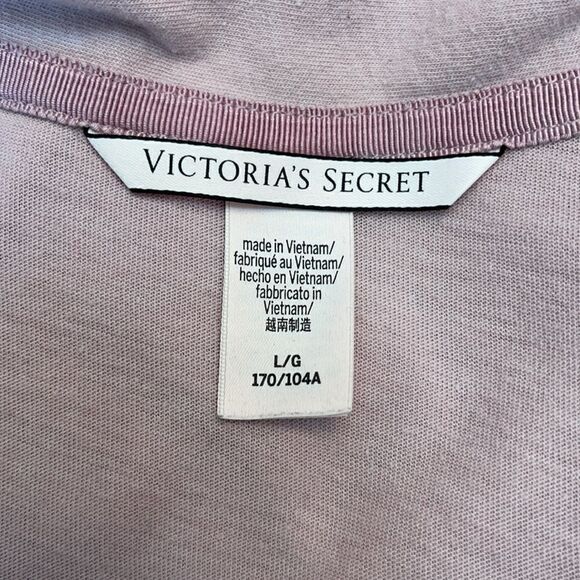 VICTORIA'S SECRET
made in Vietnam/
fabriqué au Vietnam/
hecho en Vietnam/
fabbricato in
Vietnam/
越南制造
L/G
170/104A